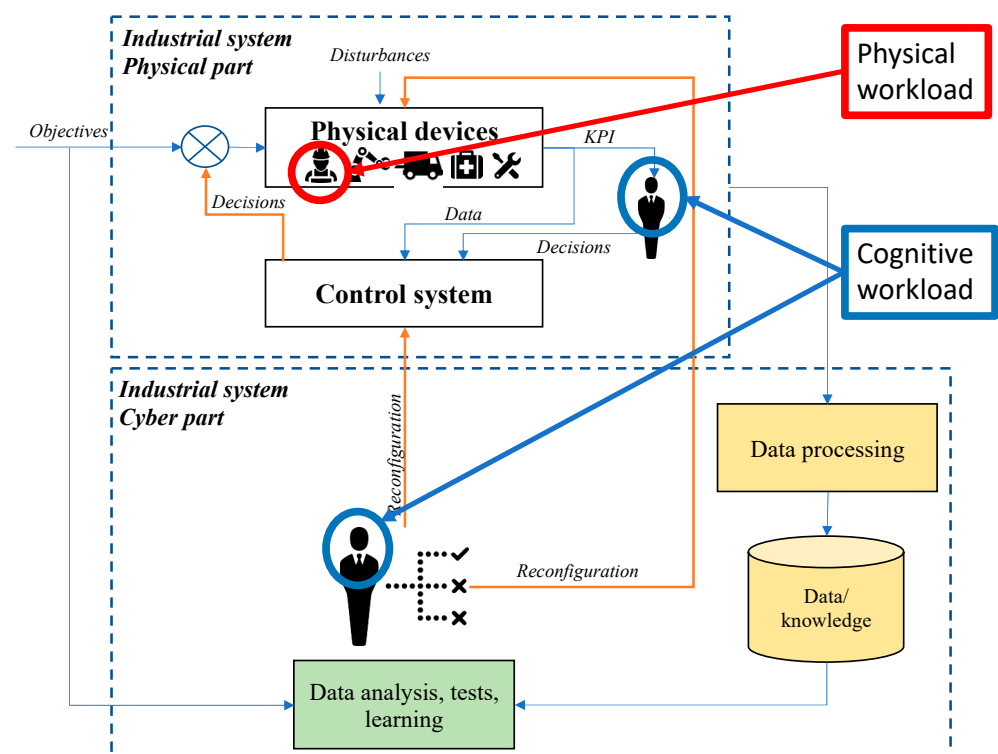 Industrial system
Physical part
Disturbances
Physical
workload
Objectives
Physical devices
KPI
Decisions
Data
Decisions
Cognitive
workload
Control system
Industrial system
Cyber part
Reconfiguration
Data processing
Reconfiguration
Data/
knowledge
Data analysis, tests,
learning